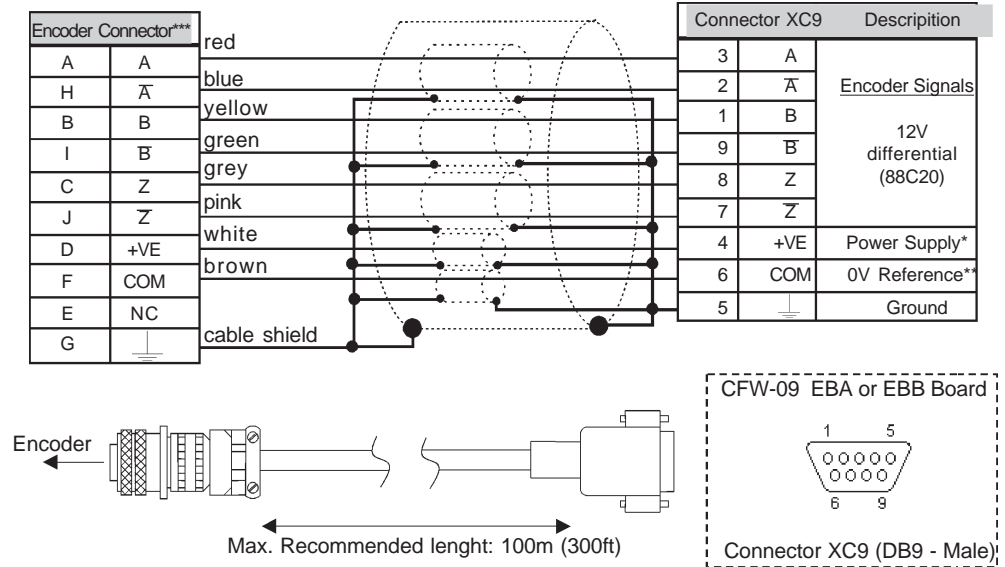 Encoder Connector***
A A
H A̅
B B
I B̅
C Z
J Z̅
D +VE
F COM
E NC
G
red
blue
yellow
green
grey
pink
white
brown
cable shield
Connector XC9 Descripition
3 A
2 A̅
1 B
9 B̅
8 Z
7 Z̅
Encoder Signals
12V
differential
(88C20)
4 +VE Power Supply*
6 COM 0V Reference**
5 Ground
Encoder
Max. Recommended lenght: 100m (300ft)
CFW-09 EBA or EBB Board
1 5
6 9
Connector XC9 (DB9 - Male)